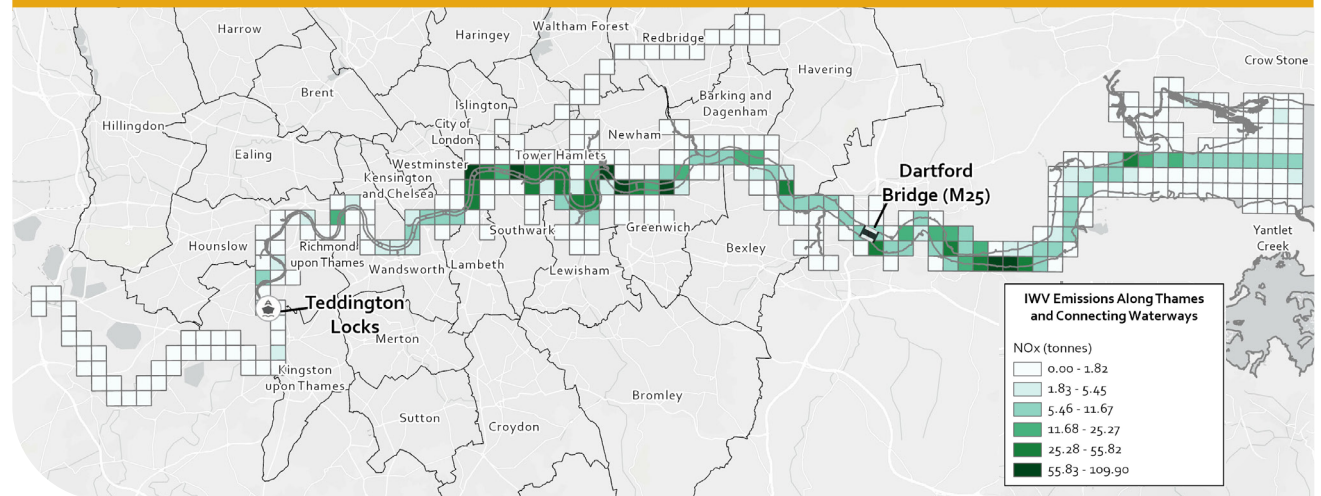 Harrow
Haringey
Waltham Forest
Redbridge
Havering
Crow Stone
Brent
Islington
Barking and
Dagenham
Hillingdon
City of
London
Newham
Ealing
Westminster
Tower Hamlets
Kensington
and Chelsea
Dartford
Bridge (M25)
Hounslow
Richmond
upon Thames
Wandsworth
Lambeth
Southwark
Lewisham
Greenwich
Bexley
Yantlet
Creek
Teddington
Locks
Merton
Kingston
upon Thames
Sutton
Croydon
Bromley
IWV Emissions Along Thames
and Connecting Waterways
NOx (tonnes)
0.00 - 1.82
1.83 - 5.45
5.46 - 11.67
11.68 - 25.27
25.28 - 55.82
55.83 - 109.90